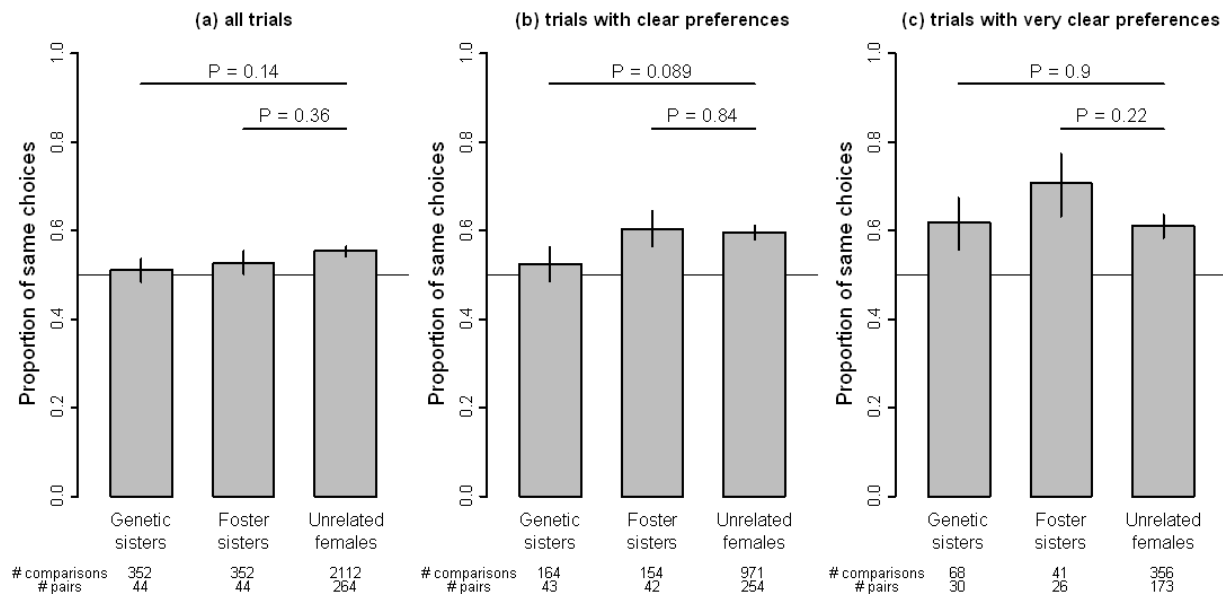 (a) all trials
Proportion of same choices
1.0
0.8
0.6
0.4
0.2
0.0
P = 0.14
P = 0.36
Genetic sisters
Foster sisters
Unrelated females
# comparisons 352 352 2112
# pairs 44 44 264
(b) trials with clear preferences
Proportion of same choices
1.0
0.8
0.6
0.4
0.2
0.0
P = 0.089
P = 0.84
Genetic sisters
Foster sisters
Unrelated females
# comparisons 164 154 971
# pairs 43 42 254
(c) trials with very clear preferences
Proportion of same choices
1.0
0.8
0.6
0.4
0.2
0.0
P = 0.9
P = 0.22
Genetic sisters
Foster sisters
Unrelated females
# comparisons 68 41 356
# pairs 30 26 173